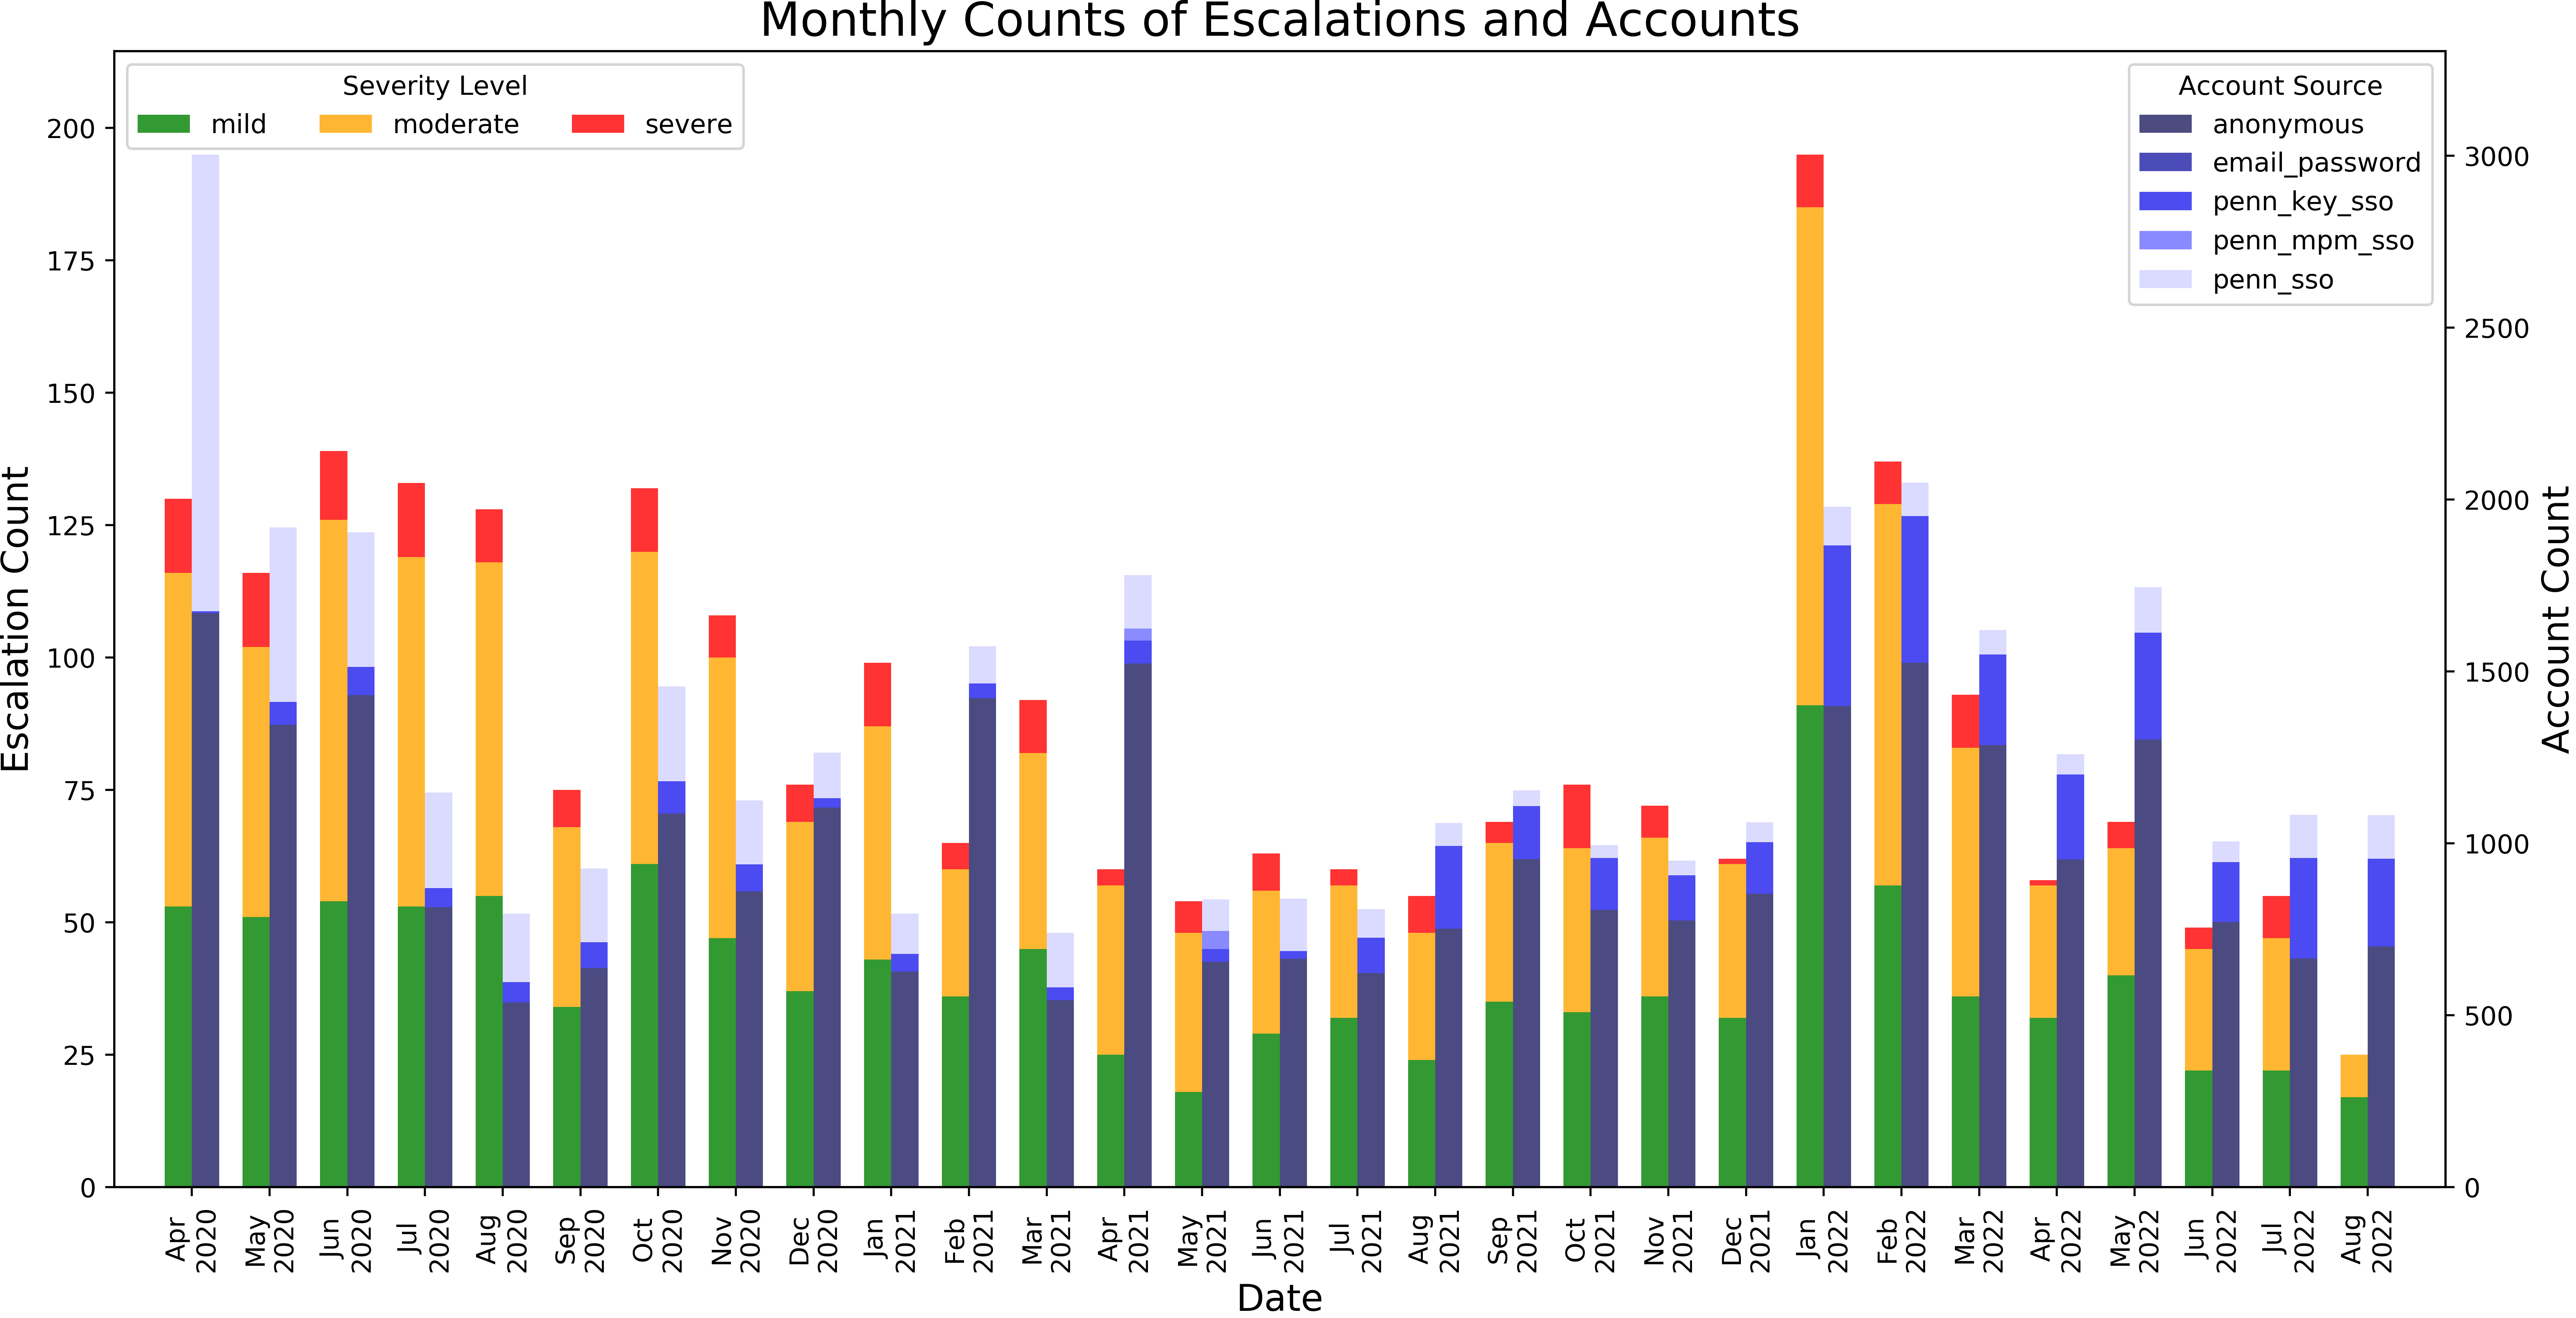 Monthly Counts of Escalations and Accounts
Severity Level
mild moderate severe
Account Source
anonymous
email_password
penn_key_sso
penn_mpm_sso
penn_sso
Escalation Count
200
175
150
125
100
75
50
25
0
Account Count
3000
2500
2000
1500
1000
500
0
Apr 2020
May 2020
Jun 2020
Jul 2020
Aug 2020
Sep 2020
Oct 2020
Nov 2020
Dec 2020
Jan 2021
Feb 2021
Mar 2021
Apr 2021
May 2021
Jun 2021
Jul 2021
Aug 2021
Sep 2021
Oct 2021
Nov 2021
Dec 2021
Jan 2022
Feb 2022
Mar 2022
Apr 2022
May 2022
Jun 2022
Jul 2022
Aug 2022
Date